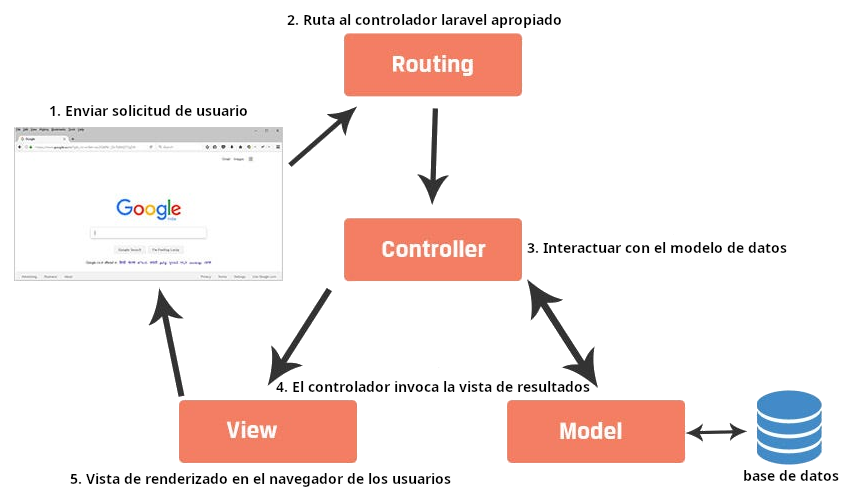 2. Ruta al controlador laravel apropiado
Routing
1. Enviar solicitud de usuario
Google
Controller
3. Interactuar con el modelo de datos
4. El controlador invoca la vista de resultados
View
Model
5. Vista de renderizado en el navegador de los usuarios
base de datos